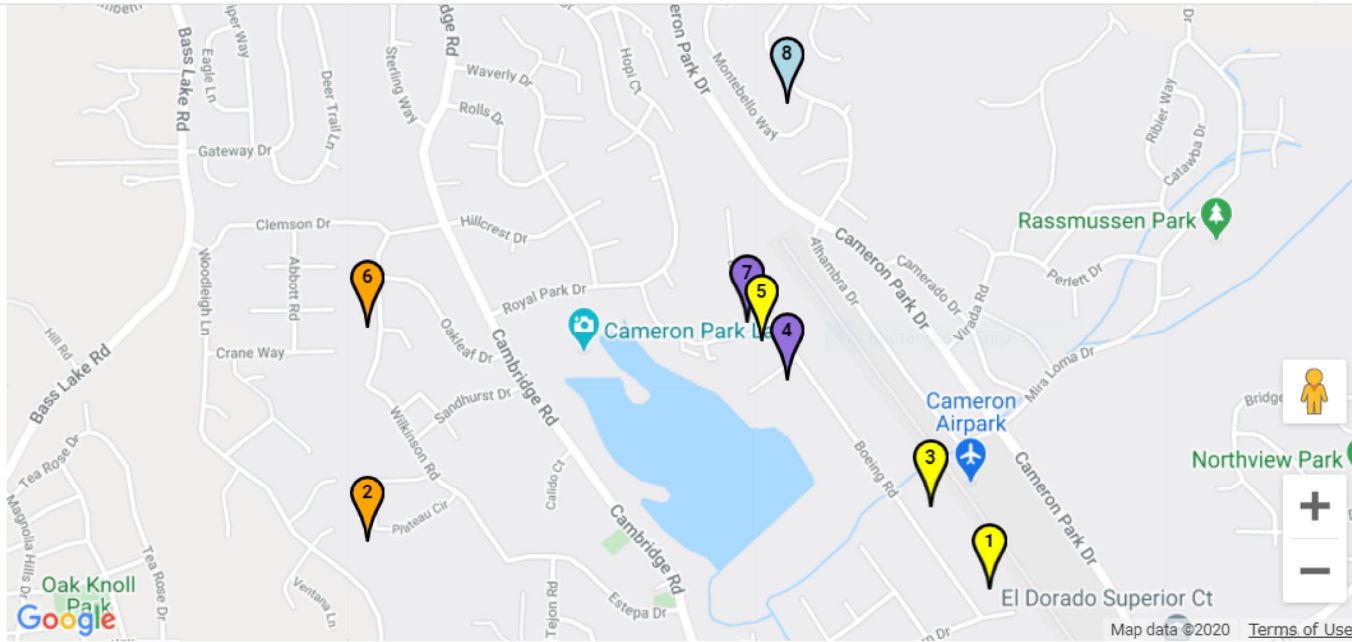 Bass Lake Rd
Eagle Ln
Deer Trail Ln
Sterling Way
Waverly Dr
Rolls Dr
Hopi Ct
Montebello Way
8
Ribier Way
Catawba Dr
Gateway Dr
Clemson Dr
Hillcrest Dr
Rassmussen Park
Cameron Park Dr
Alhambra Dr
Camerado Dr
Perlett Dr
Virada Rd
Woodleigh Ln
Abbott Rd
6
7
5
4
Royal Park Dr
Oakleaf Dr
Cameron Park La
Hill Rd
Crane Way
Bass Lake Rd
Cambridge Rd
Sandhurst Dr
Mira Loma Dr
Cameron
Airpark
Bridge
Wilkinson Rd
Tea Rose Dr
Boeing Rd
3
Northview Park
Calido Ct
Cameron Park Dr
2
Plateau Cir
Magnolia Hills Dr
Tea Rose Dr
Cambridge Rd
1
Ventana Ln
Oak Knoll
Park
Tejon Rd
Estepa Dr
El Dorado Superior Ct
Google
Map data ©2020
Terms of Use